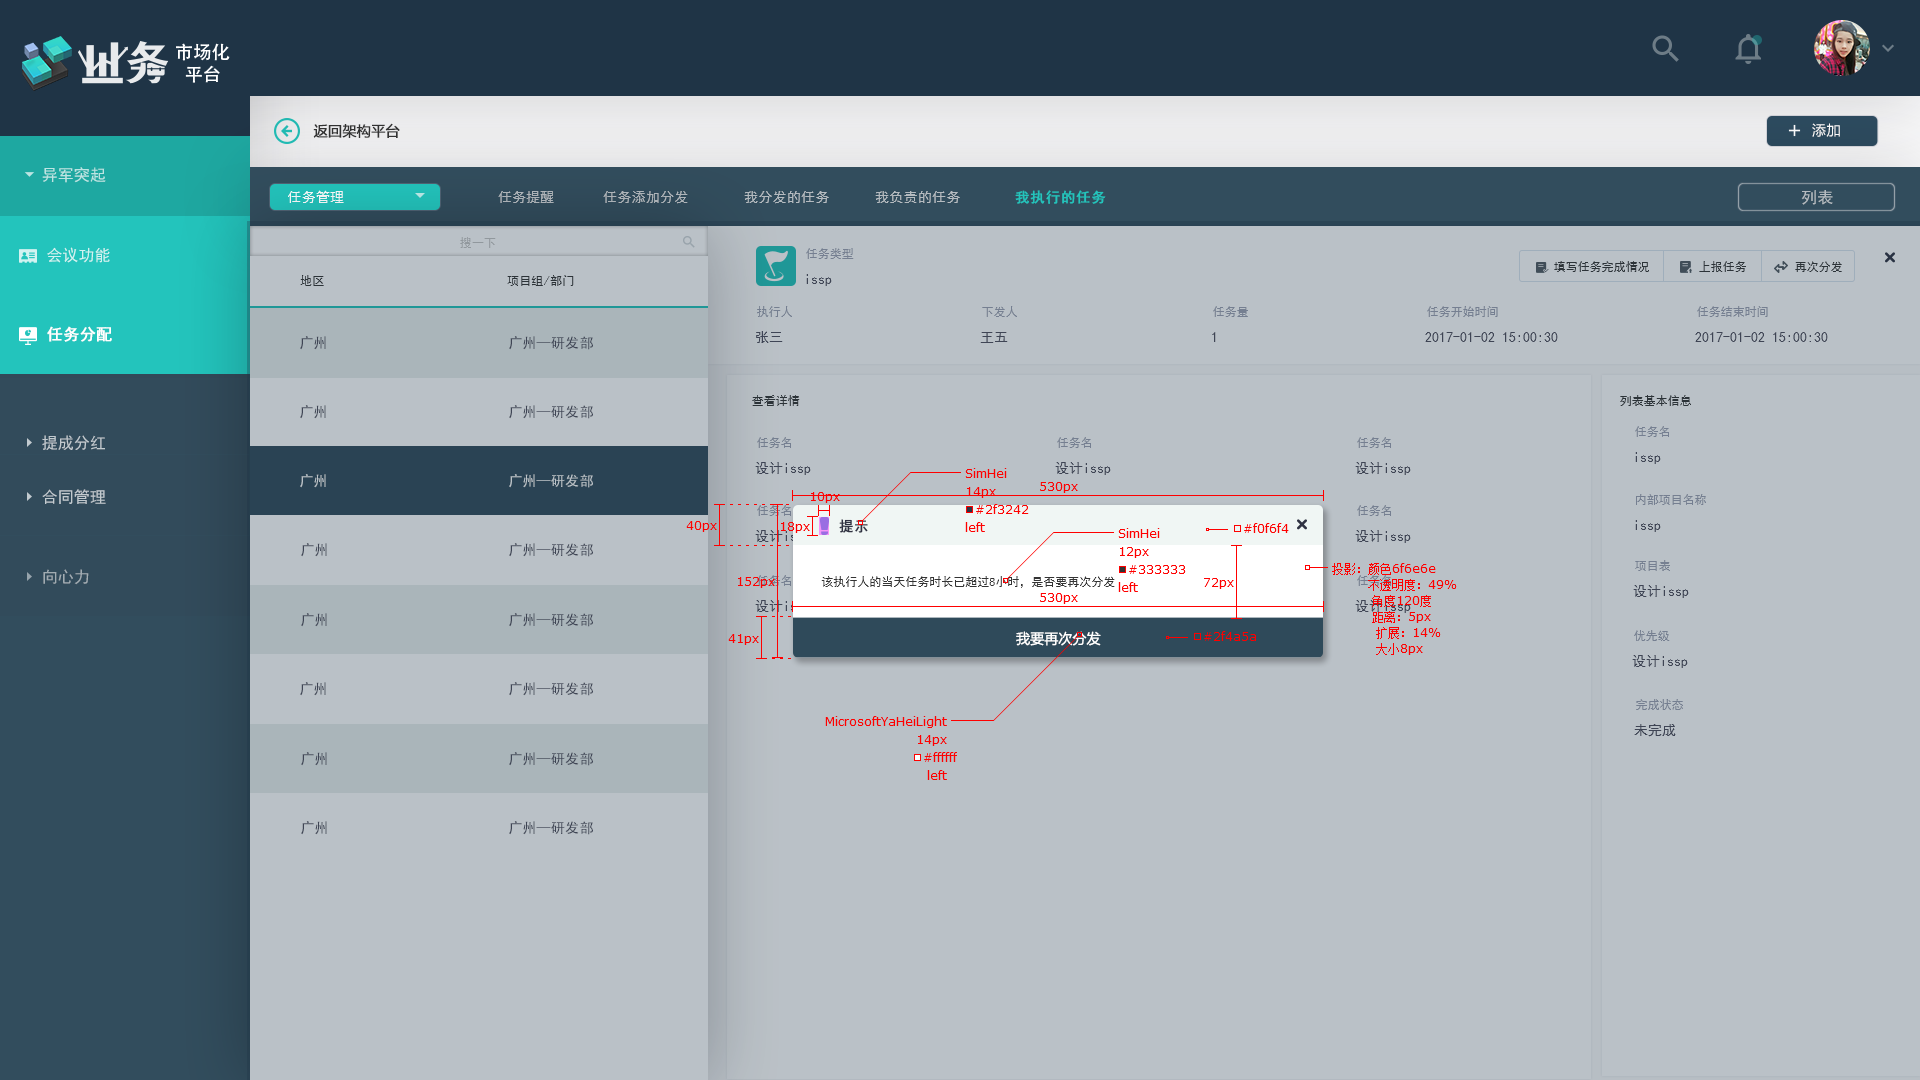 业务 市场化
平台
返回架构平台
添加
异军突起
会议功能
任务分配
提成分红
合同管理
向心力
任务管理
任务提醒
任务添加分发
我分发的任务
我负责的任务
我执行的任务
列表
搜一下
地区 项目组/部门
广州 广州一研发部
广州 广州一研发部
广州 广州一研发部
广州 广州一研发部
广州 广州一研发部
广州 广州一研发部
广州 广州一研发部
广州 广州一研发部
任务类型
issp
填写任务完成情况
上报任务
再次分发
执行人 下发人 任务量 任务开始时间 任务结束时间
张三 王五 1 2017-01-02 15:00:30 2017-01-02 15:00:30
查看详情
任务名 任务名 任务名
设计issp 设计issp 设计issp
任务名 任务名
设计is 设计issp
设计is
列表基本信息
任务名
issp
内部项目名称
issp
项目表
设计issp
优先级
设计issp
完成状态
未完成
提示
该执行人的当天任务时长已超过8小时，是否要再次分发
我要再次分发
SimHei
14px
#2f3242
left
530px
10px
18px
40px
152px
41px
#f0f6f4
SimHei
12px
#333333
left
72px
530px
#2f4a5a
投影：颜色6f6e6e
不透明度：49%
角度120度
距离：5px
扩展：14%
大小8px
MicrosoftYaHeiLight
14px
#ffffff
left